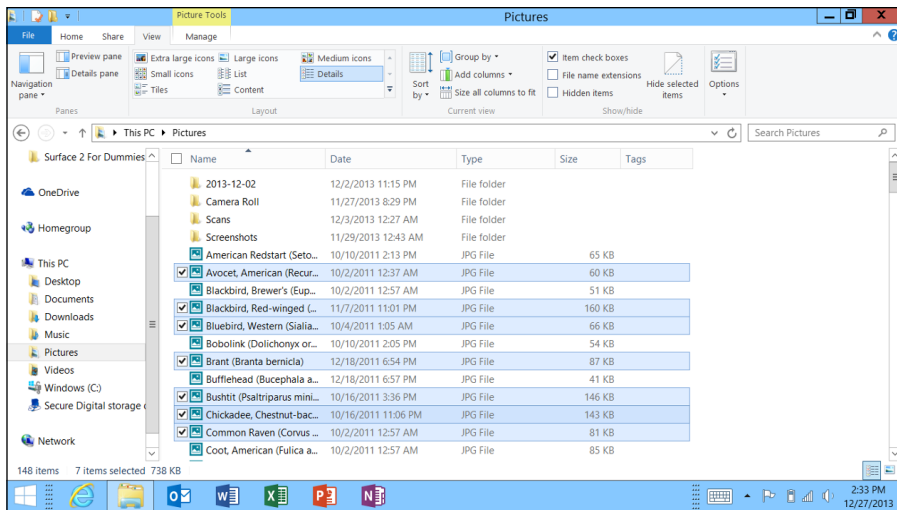 Picture Tools
Pictures
File Home Share View Manage
Preview pane
Details pane
Navigation pane
Panes
Extra large icons Large icons Medium icons
Small icons List Details
Tiles Content
Layout
Sort by
Group by
Add columns
Size all columns to fit
Current view
Item check boxes
File name extensions
Hidden items
Hide selected items
Show/hide
Options
This PC Pictures
Search Pictures
Surface 2 For Dummies
OneDrive
Homegroup
This PC
Desktop
Documents
Downloads
Music
Pictures
Videos
Windows (C:)
Secure Digital storage
Network
Name Date Type Size Tags
2013-12-02 12/2/2013 11:15 PM File folder
Camera Roll 11/27/2013 8:29 PM File folder
Scans 12/3/2013 12:27 AM File folder
Screenshots 11/29/2013 12:43 AM File folder
American Redstart (Seto... 10/10/2011 2:13 PM JPG File 65 KB
Avocet, American (Recur... 10/2/2011 12:37 AM JPG File 60 KB
Blackbird, Brewer's (Eup... 10/2/2011 12:57 AM JPG File 51 KB
Blackbird, Red-winged (... 11/7/2011 11:01 PM JPG File 160 KB
Bluebird, Western (Sialia... 10/4/2011 1:05 AM JPG File 66 KB
Bobolink (Dolichonyx or... 10/10/2011 2:05 PM JPG File 54 KB
Brant (Branta bernicla) 12/18/2011 6:54 PM JPG File 87 KB
Bufflehead (Bucephala a... 12/18/2011 6:57 PM JPG File 41 KB
Bushtit (Psaltriparus mini... 10/16/2011 3:36 PM JPG File 146 KB
Chickadee, Chestnut-bac... 10/16/2011 11:06 PM JPG File 143 KB
Common Raven (Corvus ... 10/2/2011 12:57 AM JPG File 81 KB
Coot, American (Fulica a... 10/2/2011 12:57 AM JPG File 85 KB
148 items 7 items selected 738 KB
2:33 PM
12/27/2013